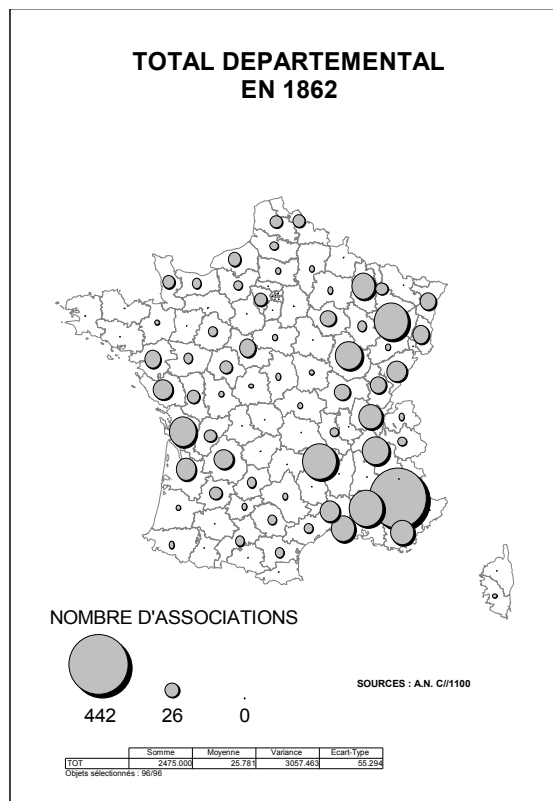 TOTAL DEPARTEMENTAL
EN 1862
NOMBRE D'ASSOCIATIONS
442 26 0
SOURCES : A.N. C//1100
Somme Moyenne Variance Ecart-Type
TOT 2475.000 25.781 3057.463 55.294
Objets sélectionnés : 96/96